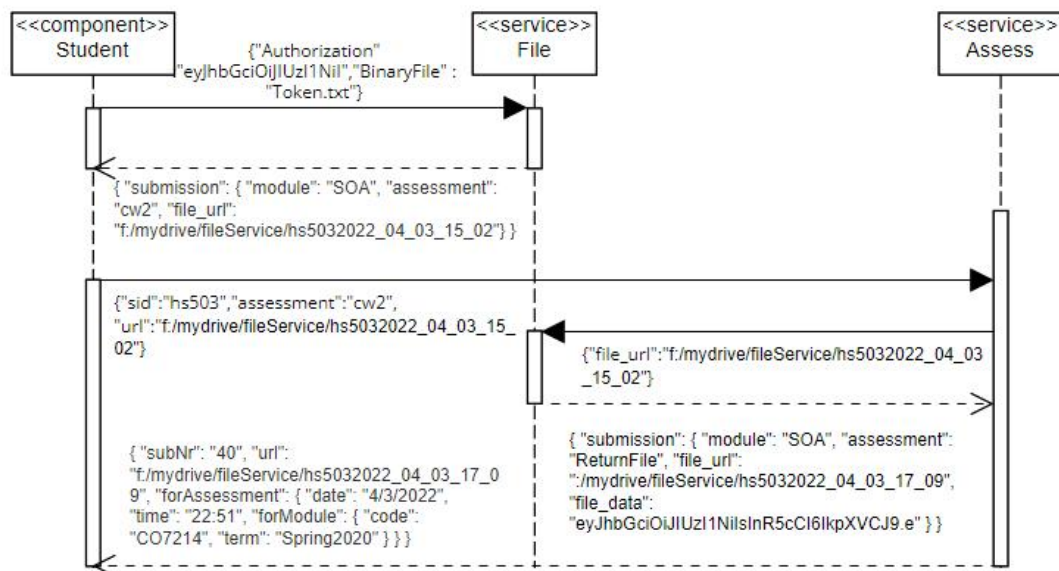 <<component>>
Student
<<service>>
File
<<service>>
Assess
{"Authorization"
"eyJhbGciOiJIUzI1NiI","BinaryFile" :
"Token.txt"}
{ "submission": { "module": "SOA", "assessment":
"cw2", "file_url":
"f:/mydrive/fileService/hs5032022_04_03_15_02"} }
{"sid":"hs503","assessment":"cw2",
"url":"f:/mydrive/fileService/hs5032022_04_03_15_
02"}
{"file_url":"f:/mydrive/fileService/hs5032022_04_03
_15_02"}
{ "submission": { "module": "SOA", "assessment":
"ReturnFile", "file_url":
":/mydrive/fileService/hs5032022_04_03_17_09",
"file_data":
"eyJhbGciOiJIUzI1NiIsInR5cCI6IkpXVCJ9.e" } }
{ "subNr": "40", "url":
"f:/mydrive/fileService/hs5032022_04_03_17_0
9", "forAssessment": { "date": "4/3/2022",
"time": "22:51", "forModule": { "code":
"CO7214", "term": "Spring2020" } } }